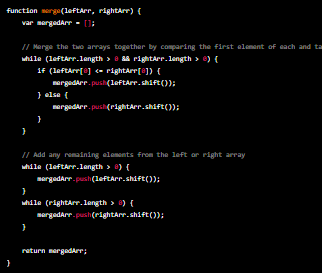 function merge(leftArr, rightArr) {
var mergedArr = [];
// Merge the two arrays together by comparing the first element of each and ta
while (leftArr.length > 0 && rightArr.length > 0) {
if (leftArr[0] <= rightArr[0]) {
mergedArr.push(leftArr.shift());
} else {
mergedArr.push(rightArr.shift());
}
}
// Add any remaining elements from the left or right array
while (leftArr.length > 0) {
mergedArr.push(leftArr.shift());
}
while (rightArr.length > 0) {
mergedArr.push(rightArr.shift());
}
return mergedArr;
}